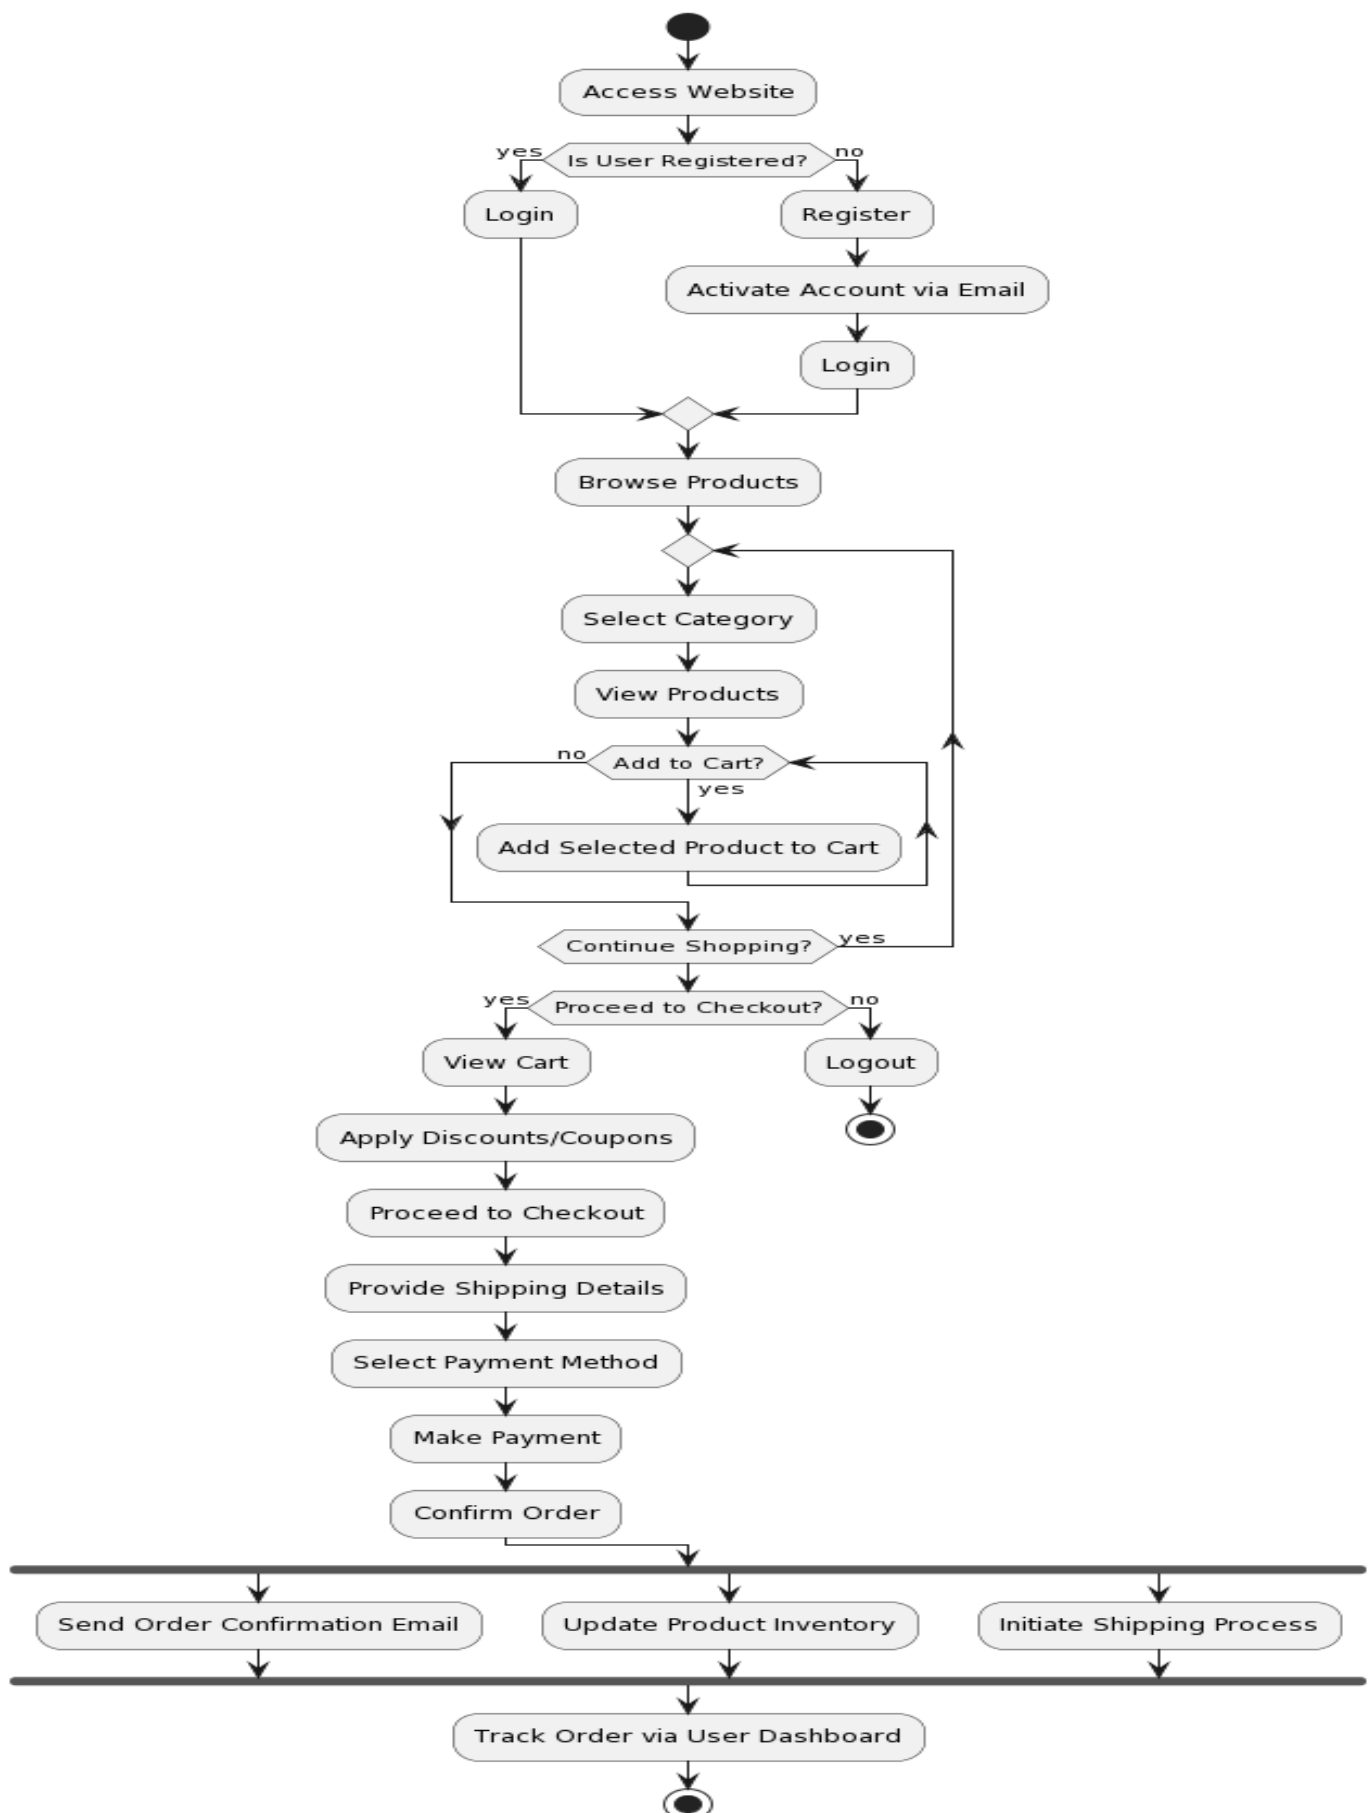 Access Website
yes
Is User Registered?
no
Login
Register
Activate Account via Email
Login
Browse Products
Select Category
View Products
no
Add to Cart?
yes
Add Selected Product to Cart
Continue Shopping?
yes
yes
Proceed to Checkout?
no
View Cart
Logout
Apply Discounts/Coupons
Proceed to Checkout
Provide Shipping Details
Select Payment Method
Make Payment
Confirm Order
Send Order Confirmation Email
Update Product Inventory
Initiate Shipping Process
Track Order via User Dashboard